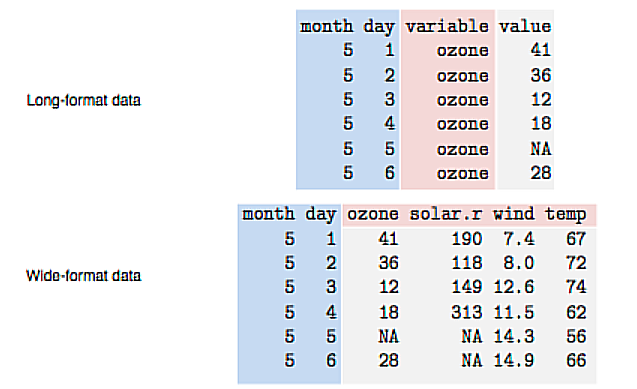 month day variable value
5 1 ozone 41
5 2 ozone 36
Long-format data
5 3 ozone 12
5 4 ozone 18
5 5 ozone NA
5 6 ozone 28
month day ozone solar.r wind temp
5 1 41 190 7.4 67
5 2 36 118 8.0 72
Wide-format data
5 3 12 149 12.6 74
5 4 18 313 11.5 62
5 5 NA NA 14.3 56
5 6 28 NA 14.9 66